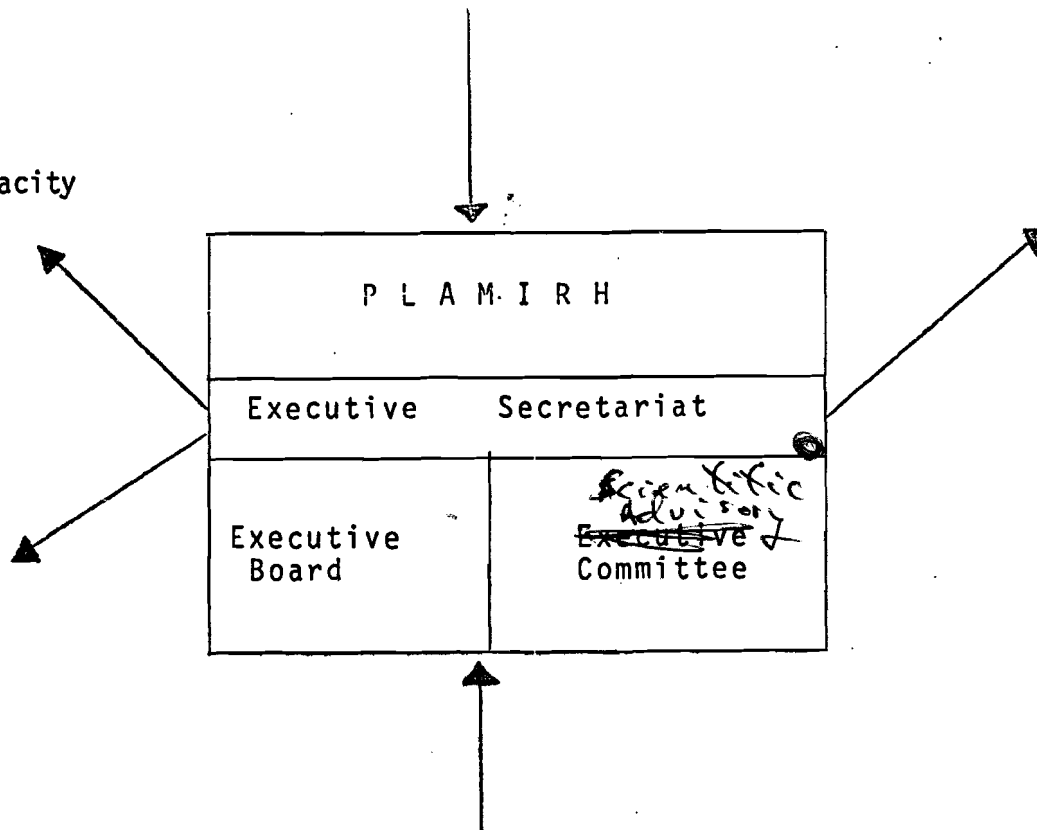 acity
P L A M I R H
Executive Secretariat
Scientific
Advisory
Executive
Board
Executive
Committee